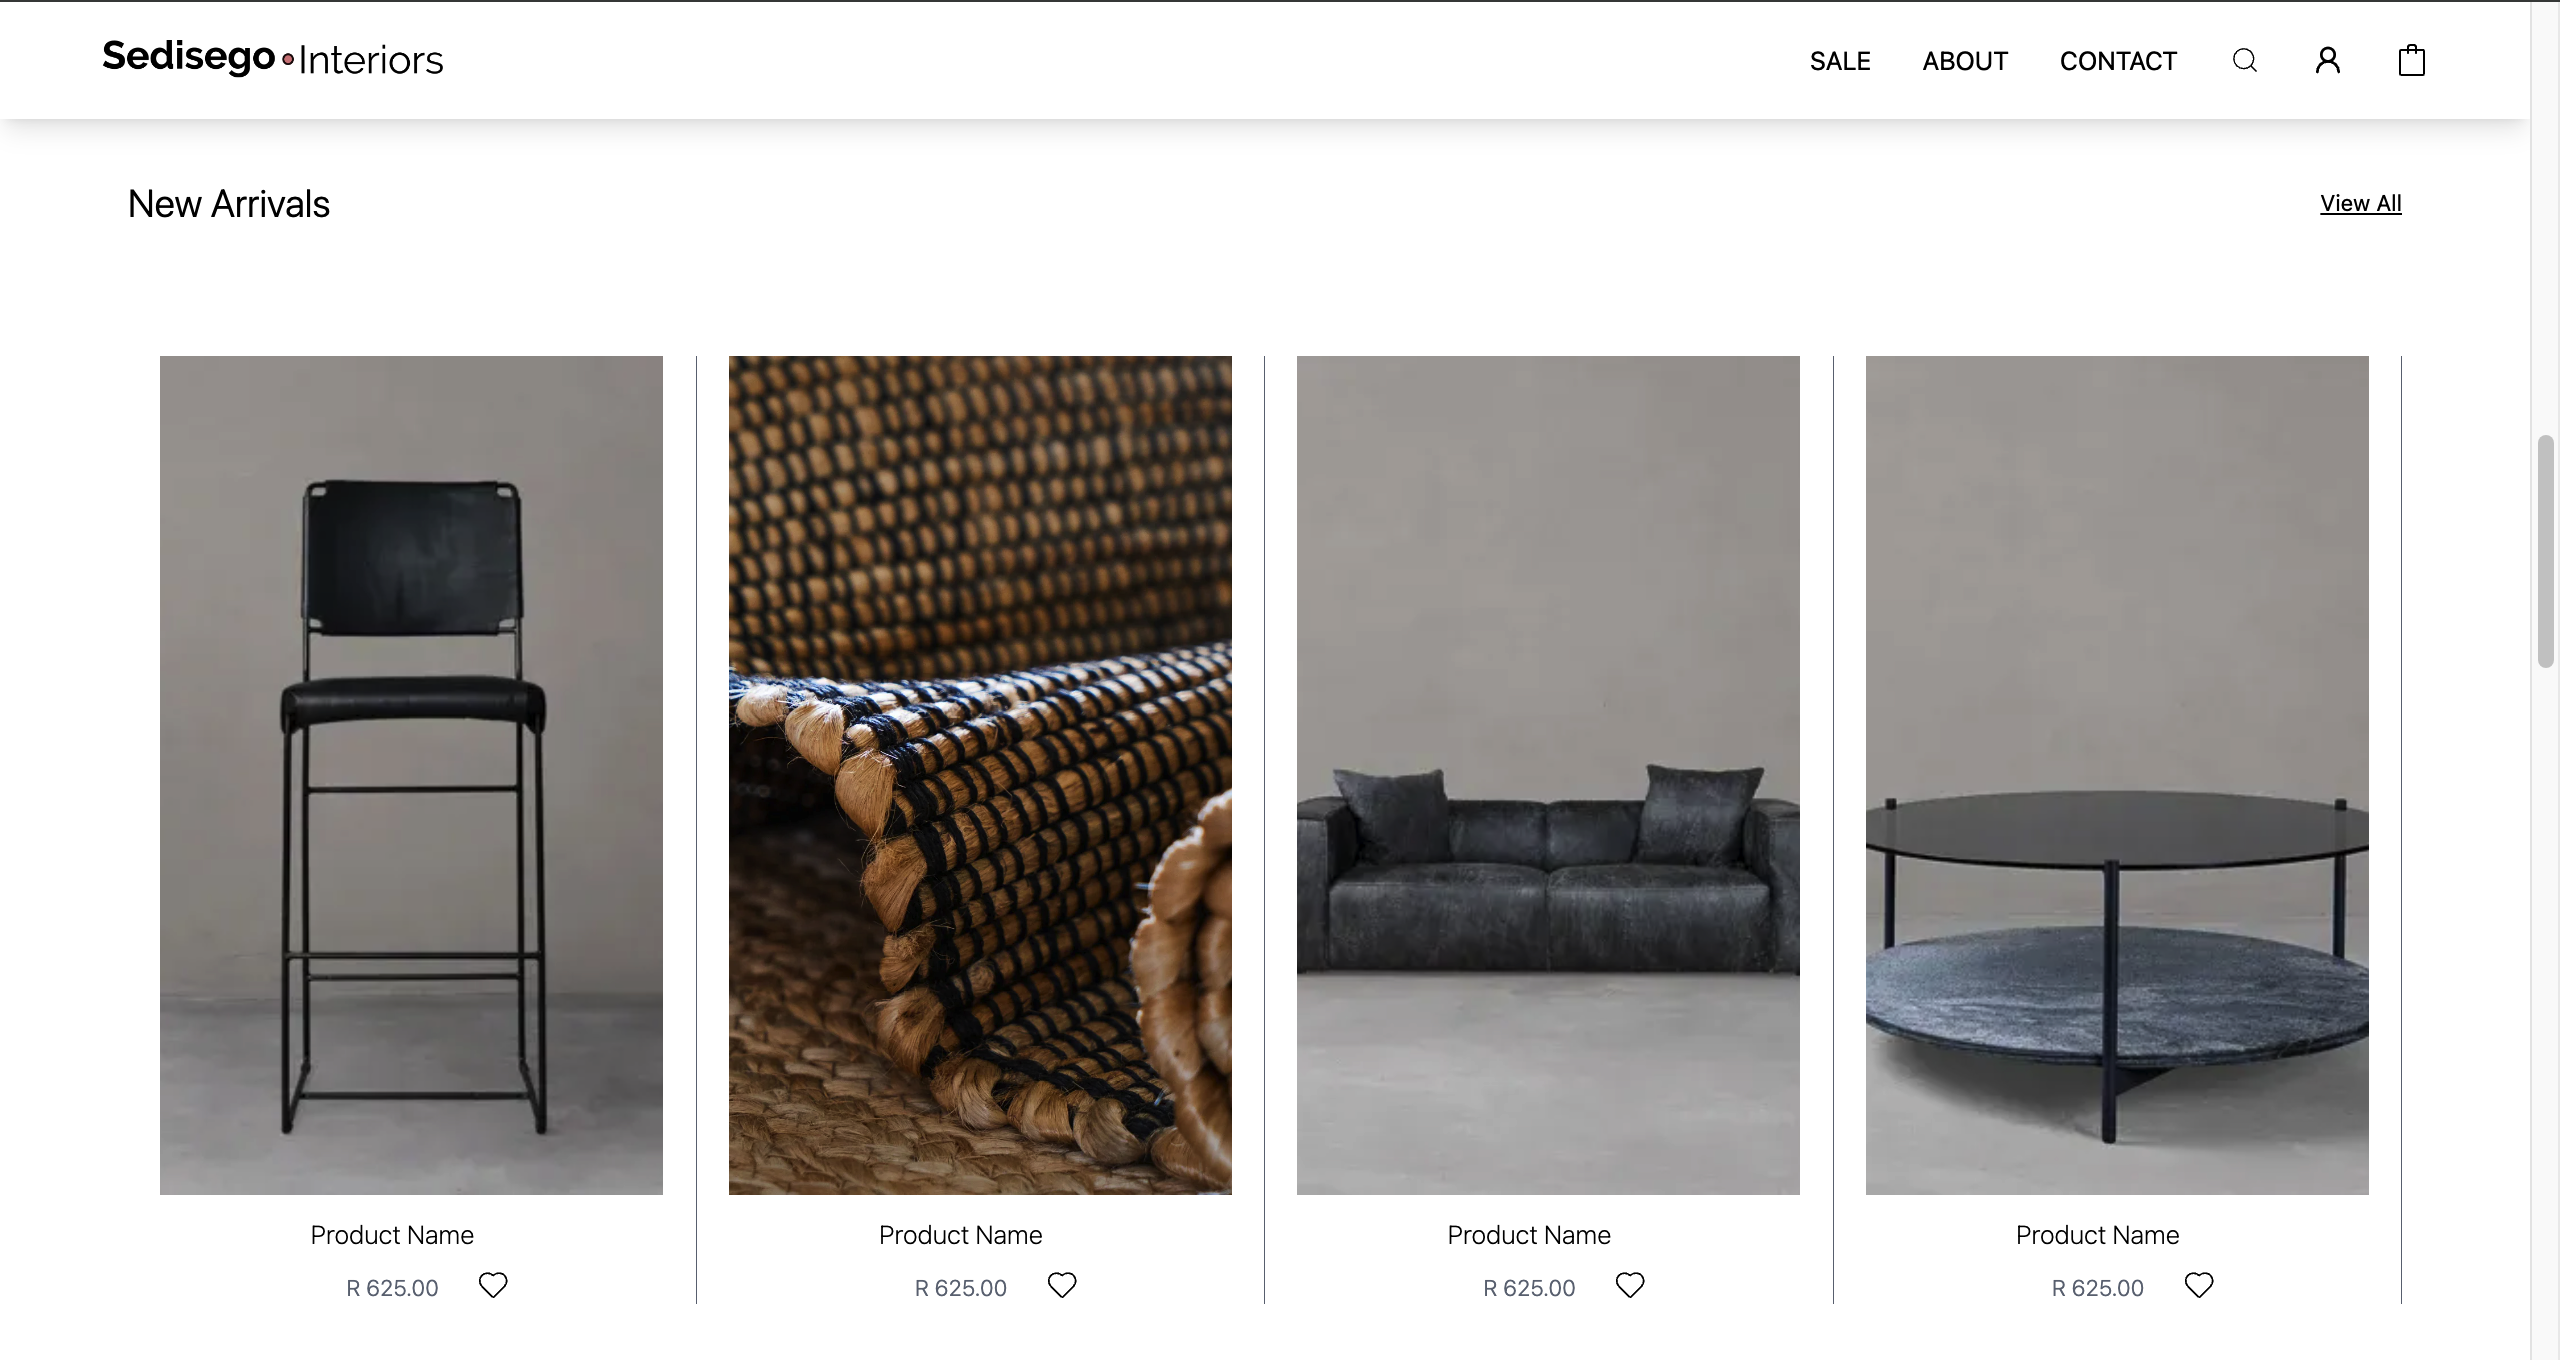 Sedisego Interiors SALE ABOUT CONTACT
New Arrivals View All
Product Name Product Name Product Name Product Name
R 625.00 R 625.00 R 625.00 R 625.00